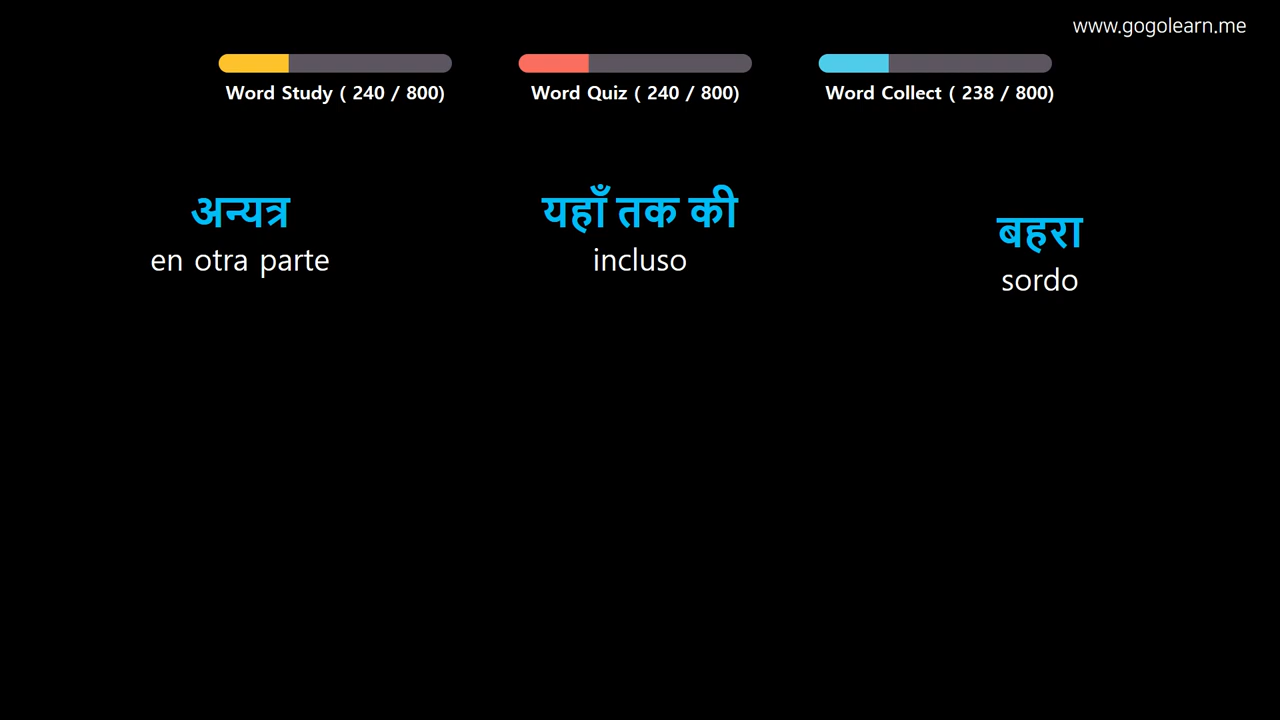 www.gogolearn.me
Word Study ( 240 / 800)
Word Quiz ( 240 / 800)
Word Collect ( 238 / 800)
अन्यत्र
en otra parte
यहाँ तक की
incluso
बहरा
sordo